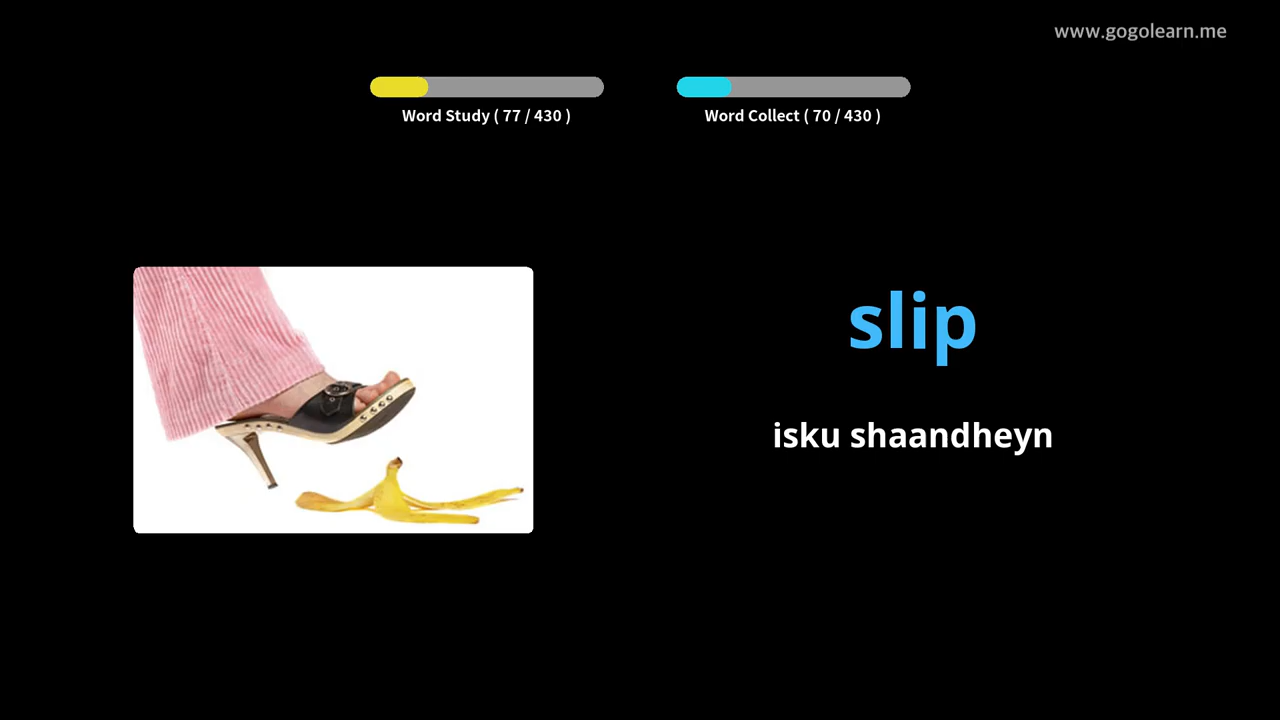 www.gogolearn.me
Word Study ( 77 / 430 )
Word Collect ( 70 / 430 )
slip
isku shaandheyn